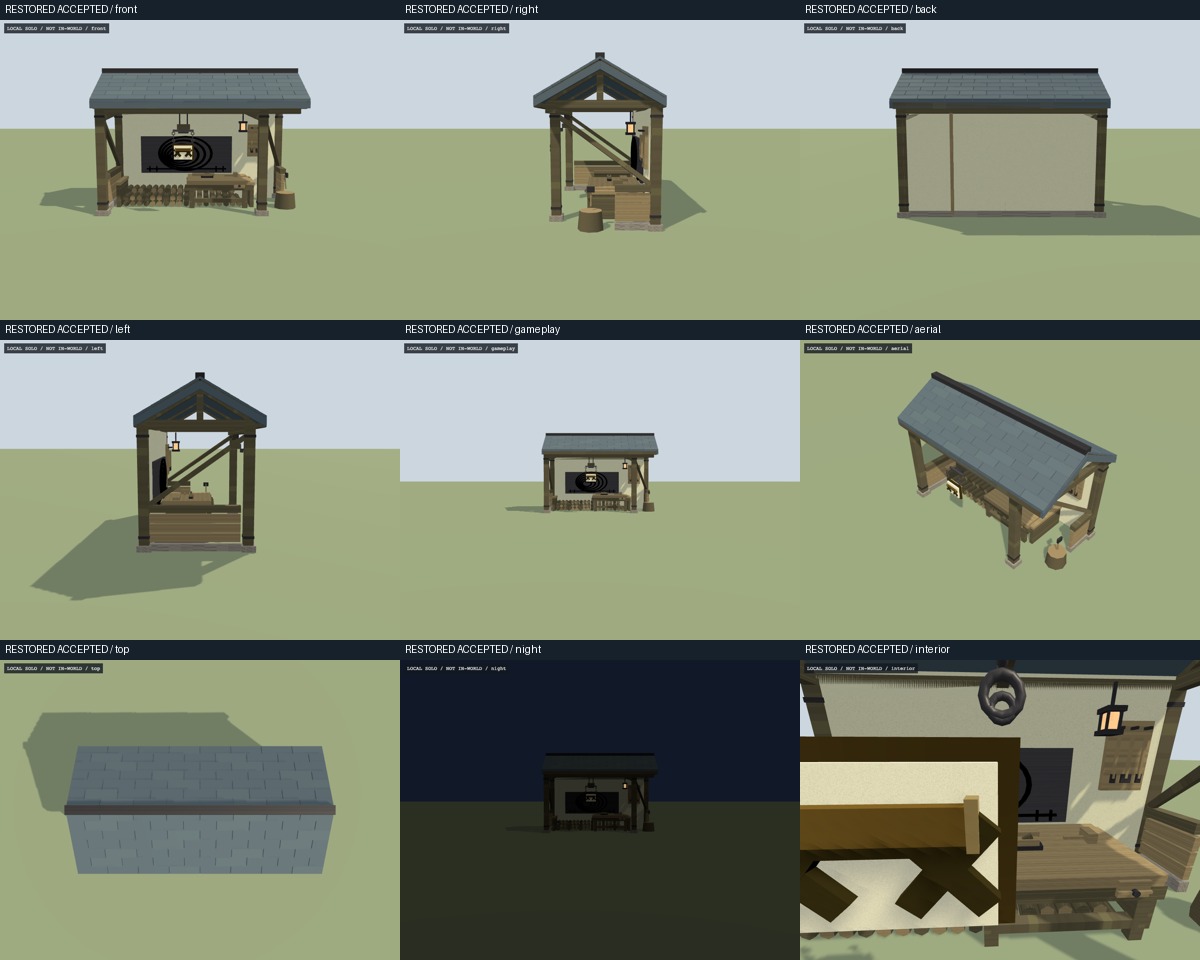 RESTORED ACCEPTED / front
RESTORED ACCEPTED / right
RESTORED ACCEPTED / back
LOCAL SOLO / NOT IN-WORLD / front
LOCAL SOLO / NOT IN-WORLD / right
LOCAL SOLO / NOT IN-WORLD / back
RESTORED ACCEPTED / left
RESTORED ACCEPTED / gameplay
RESTORED ACCEPTED / aerial
LOCAL SOLO / NOT IN-WORLD / left
LOCAL SOLO / NOT IN-WORLD / gameplay
LOCAL SOLO / NOT IN-WORLD / aerial
RESTORED ACCEPTED / top
RESTORED ACCEPTED / night
RESTORED ACCEPTED / interior
LOCAL SOLO / NOT IN-WORLD / top
LOCAL SOLO / NOT IN-WORLD / night
LOCAL SOLO / NOT IN-WORLD / interior